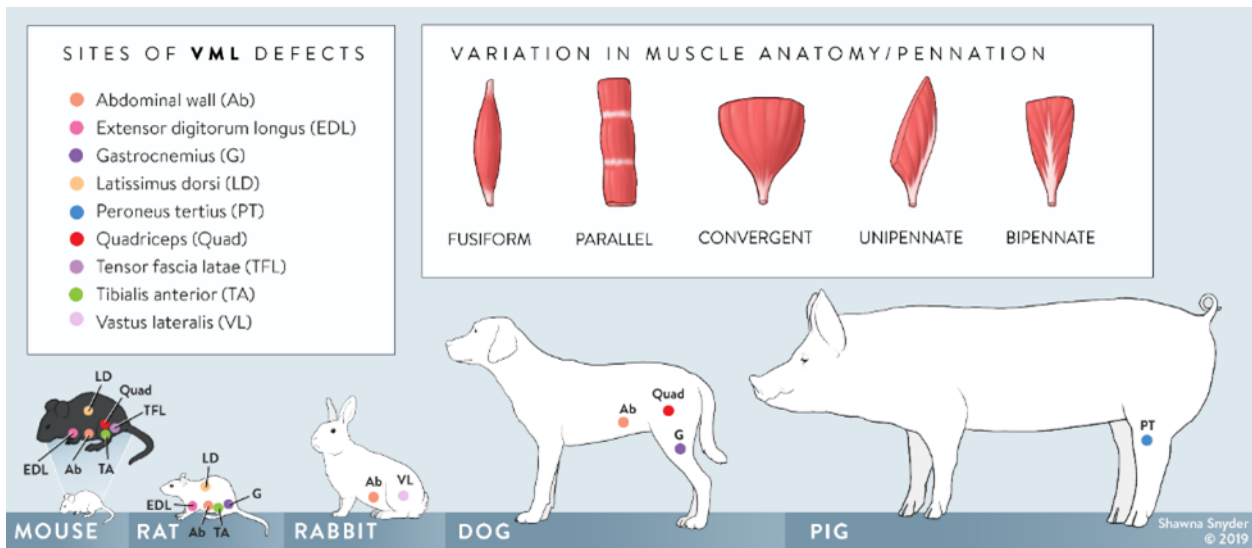 SITES OF VML DEFECTS
Abdominal wall (Ab)
Extensor digitorum longus (EDL)
Gastrocnemius (G)
Latissimus dorsi (LD)
Peroneus tertius (PT)
Quadriceps (Quad)
Tensor fascia latae (TFL)
Tibialis anterior (TA)
Vastus lateralis (VL)
VARIATION IN MUSCLE ANATOMY/PENNATION
FUSIFORM PARALLEL CONVERGENT UNIPENNATE BIPENNATE
LD
Quad
TFL
EDL Ab TA
LD
EDL G
Ab TA
Ab VL
Ab Quad
G
PT
MOUSE RAT RABBIT DOG PIG
Shawna Snyder
© 2019